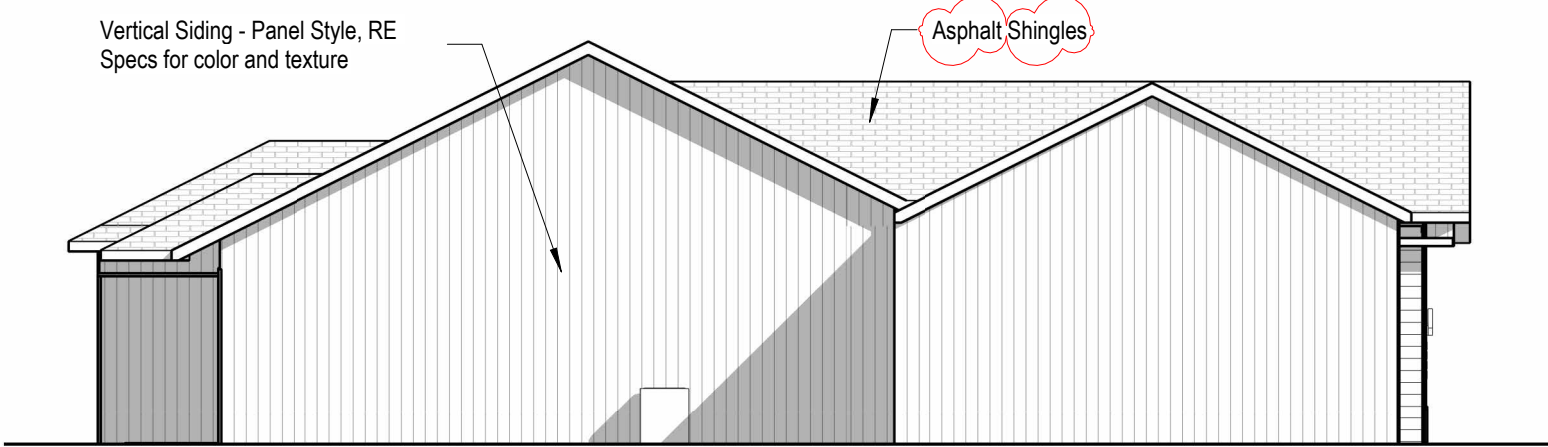 Vertical Siding - Panel Style, RE
Specs for color and texture
Asphalt Shingles